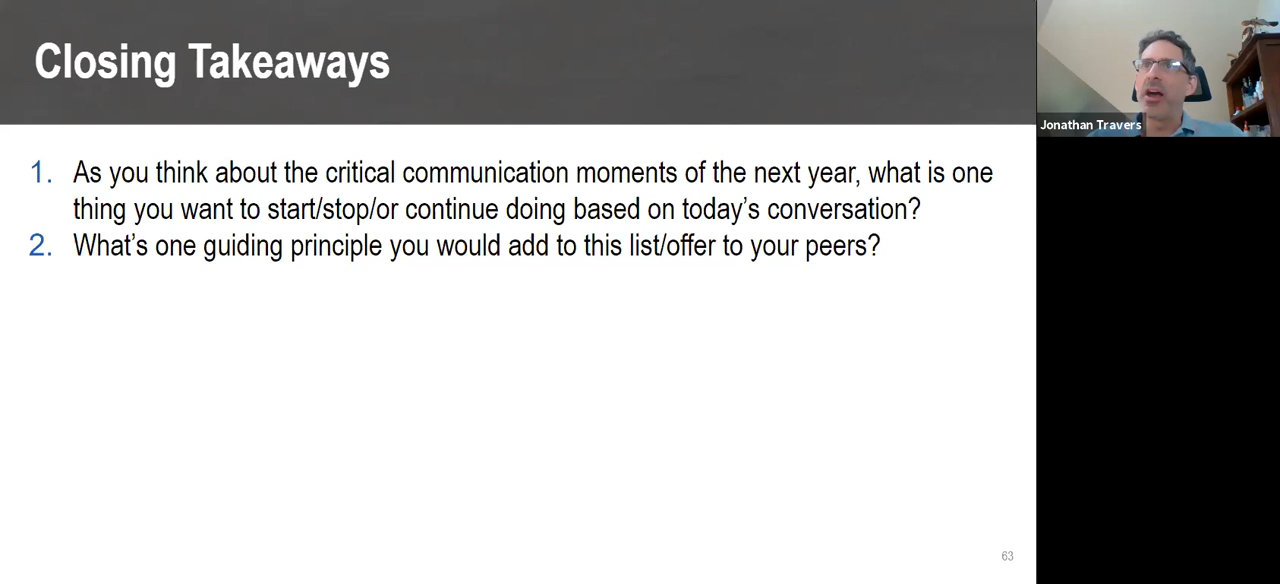 Closing Takeaways
Jonathan Travers
1. As you think about the critical communication moments of the next year, what is one
thing you want to start/stop/or continue doing based on today’s conversation?
2. What’s one guiding principle you would add to this list/offer to your peers?
63